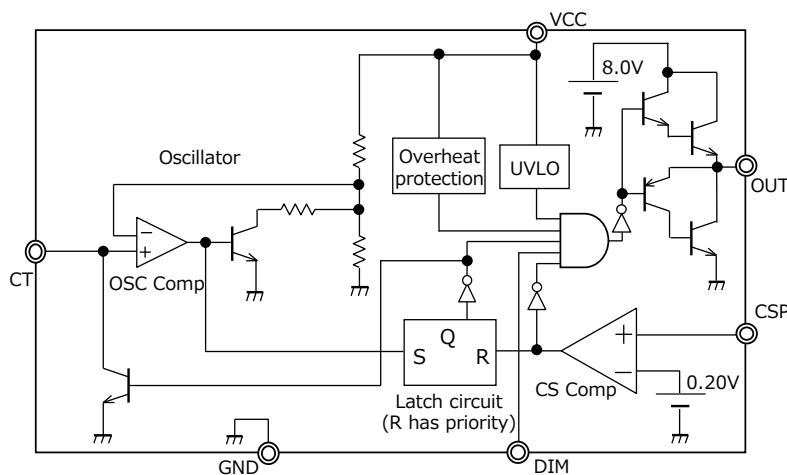 VCC
8.0V
Oscillator
Overheat
protection
UVLO
OUT
−
+
OSC Comp
CT
CSP
Q
S
R
+
−
CS Comp
0.20V
Latch circuit
(R has priority)
GND
DIM